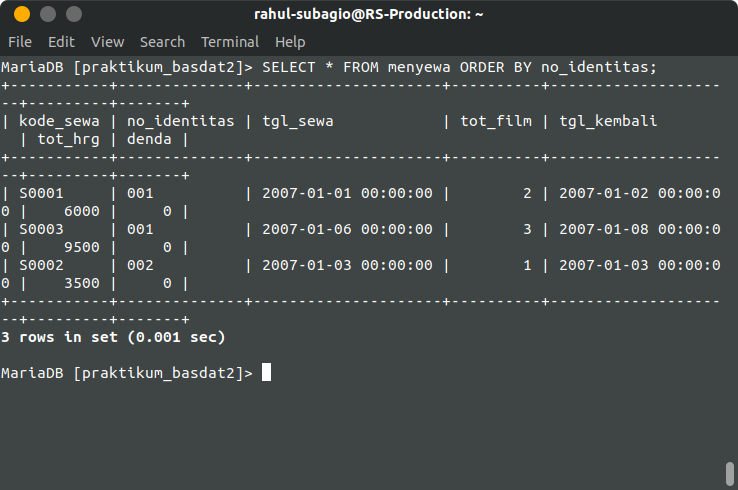 rahul-subagio@RS-Production: ~
File Edit View Search Terminal Help
MariaDB [praktikum_basdat2]> SELECT * FROM menyewa ORDER BY no_identitas;
+-----------+--------------+---------------------+----------+-------------------
--+---------+-------+
| kode_sewa | no_identitas | tgl_sewa            | tot_film | tgl_kembali
  | tot_hrg | denda |
+-----------+--------------+---------------------+----------+-------------------
--+---------+-------+
| S0001     | 001          | 2007-01-01 00:00:00 |        2 | 2007-01-02 00:00:0
0 |    6000 |     0 |
| S0003     | 001          | 2007-01-06 00:00:00 |        3 | 2007-01-08 00:00:0
0 |    9500 |     0 |
| S0002     | 002          | 2007-01-03 00:00:00 |        1 | 2007-01-03 00:00:0
0 |    3500 |     0 |
+-----------+--------------+---------------------+----------+-------------------
--+---------+-------+
3 rows in set (0.001 sec)
MariaDB [praktikum_basdat2]>